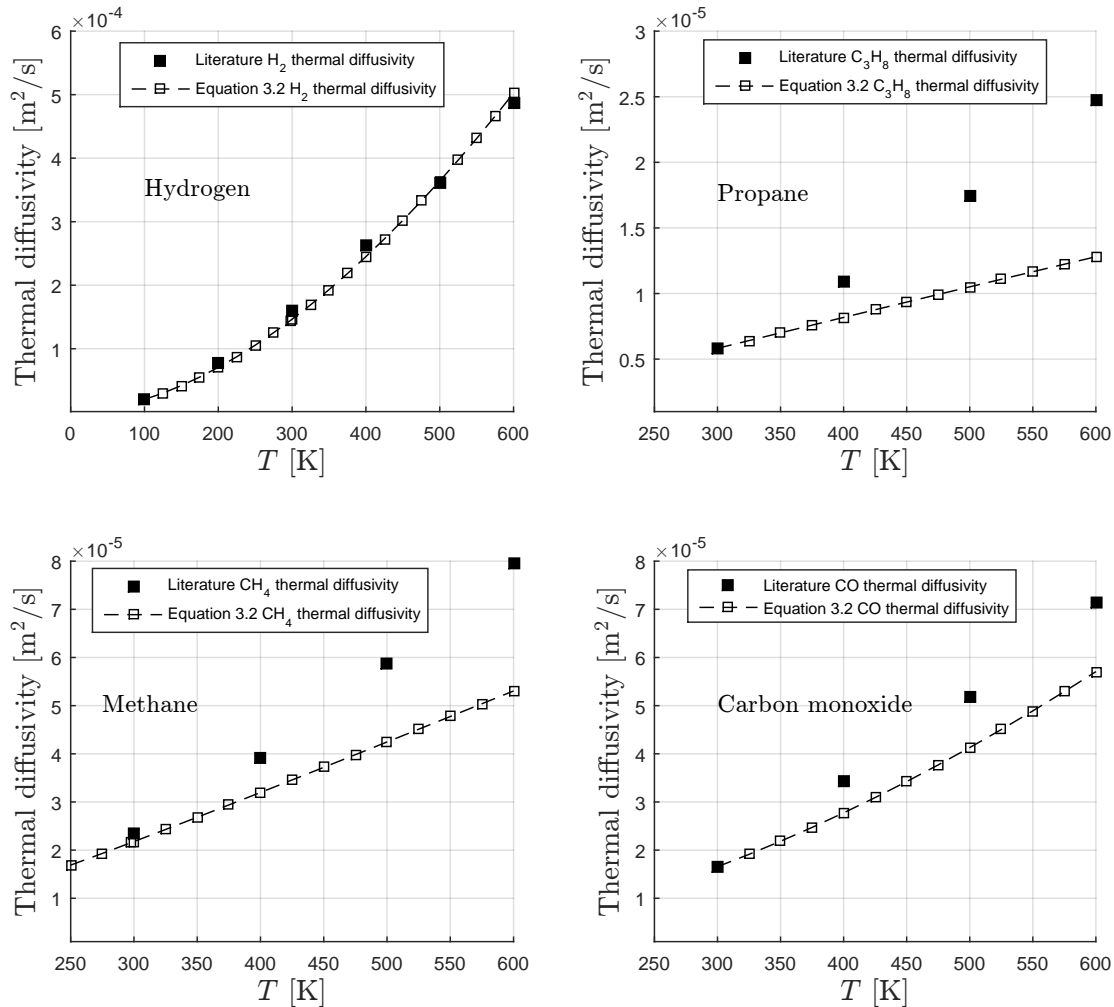 ×10⁻⁴
Thermal diffusivity [m²/s]
6
5
4
3
2
1
Literature H₂ thermal diffusivity
Equation 3.2 H₂ thermal diffusivity
Hydrogen
0 100 200 300 400 500 600
T [K]
×10⁻⁵
Thermal diffusivity [m²/s]
3
2.5
2
1.5
1
0.5
Literature C₃H₈ thermal diffusivity
Equation 3.2 C₃H₈ thermal diffusivity
Propane
250 300 350 400 450 500 550 600
T [K]
×10⁻⁵
Thermal diffusivity [m²/s]
8
7
6
5
4
3
2
1
Literature CH₄ thermal diffusivity
Equation 3.2 CH₄ thermal diffusivity
Methane
250 300 350 400 450 500 550 600
T [K]
×10⁻⁵
Thermal diffusivity [m²/s]
8
7
6
5
4
3
2
1
Literature CO thermal diffusivity
Equation 3.2 CO thermal diffusivity
Carbon monoxide
250 300 350 400 450 500 550 600
T [K]